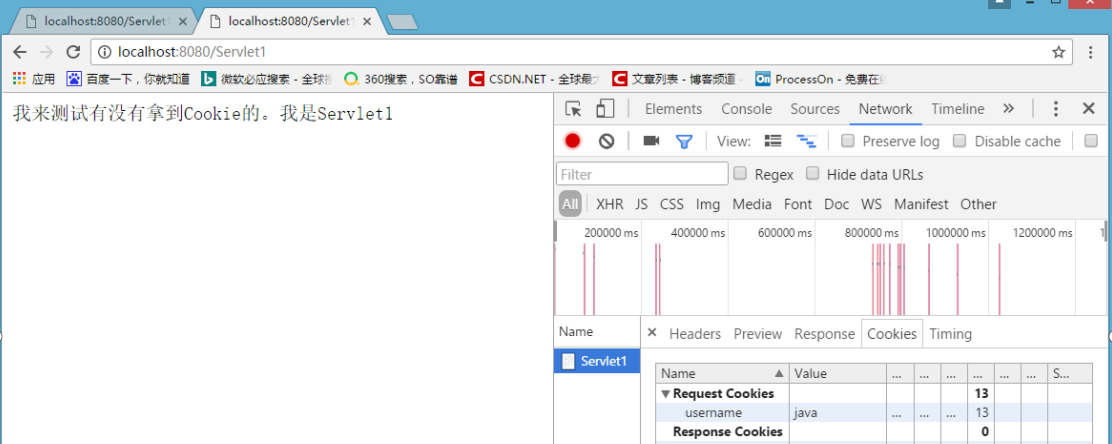 localhost:8080/Servlet1
localhost:8080/Servlet1
localhost:8080/Servlet1
应用 百度一下，你就知道 微软必应搜索 - 全球 360搜索，SO靠谱 CSDN.NET - 全球最 文章列表 - 博客频道 - ProcessOn - 免费在
我来测试有没有拿到Cookie的。我是Servlet1
Elements Console Sources Network Timeline »
View: Preserve log Disable cache
Filter Regex Hide data URLs
All XHR JS CSS Img Media Font Doc WS Manifest Other
200000 ms 400000 ms 600000 ms 800000 ms 1000000 ms 1200000 ms 1
Name × Headers Preview Response Cookies Timing
Servlet1
Name ▲ Value ... ... ... ... ... ... ... S...
▼ Request Cookies 13
username java ... ... ... 13
Response Cookies 0